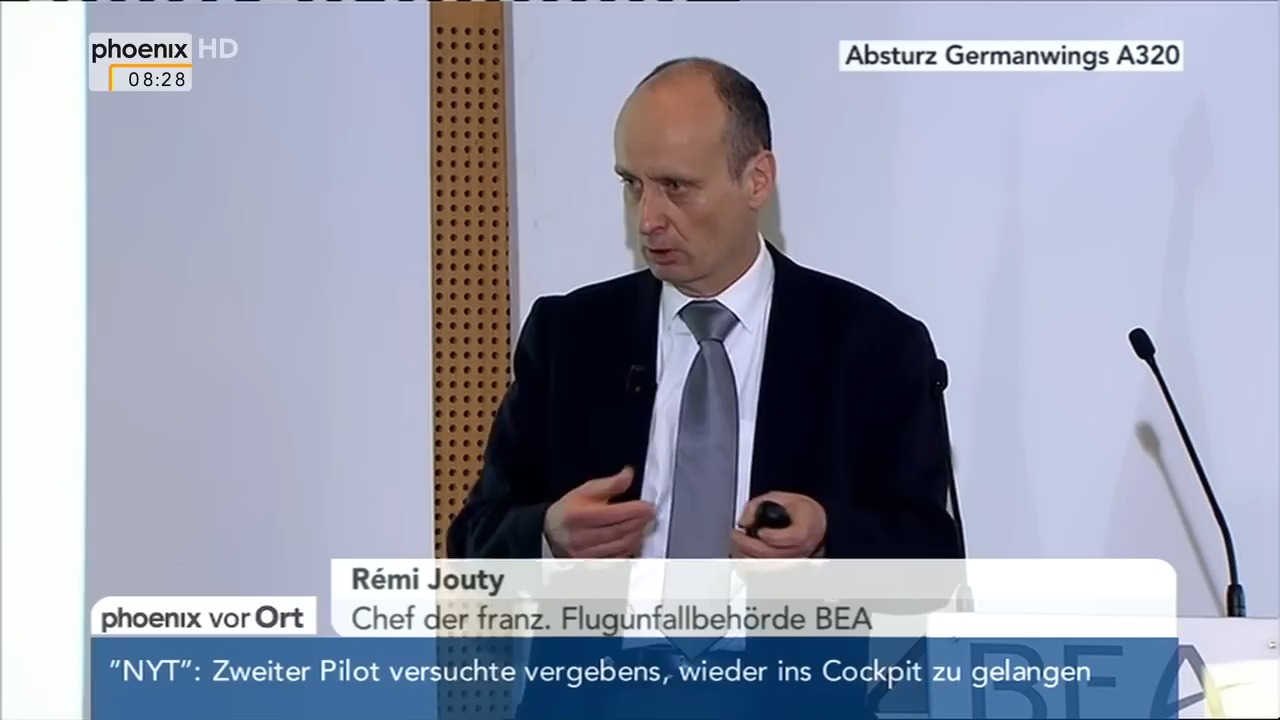 phoenix HD
08:28
Absturz Germanwings A320
Rémi Jouty
Chef der franz. Flugunfallbehörde BEA
phoenix vor Ort
”NYT”: Zweiter Pilot versuchte vergebens, wieder ins Cockpit zu gelangen
BEA